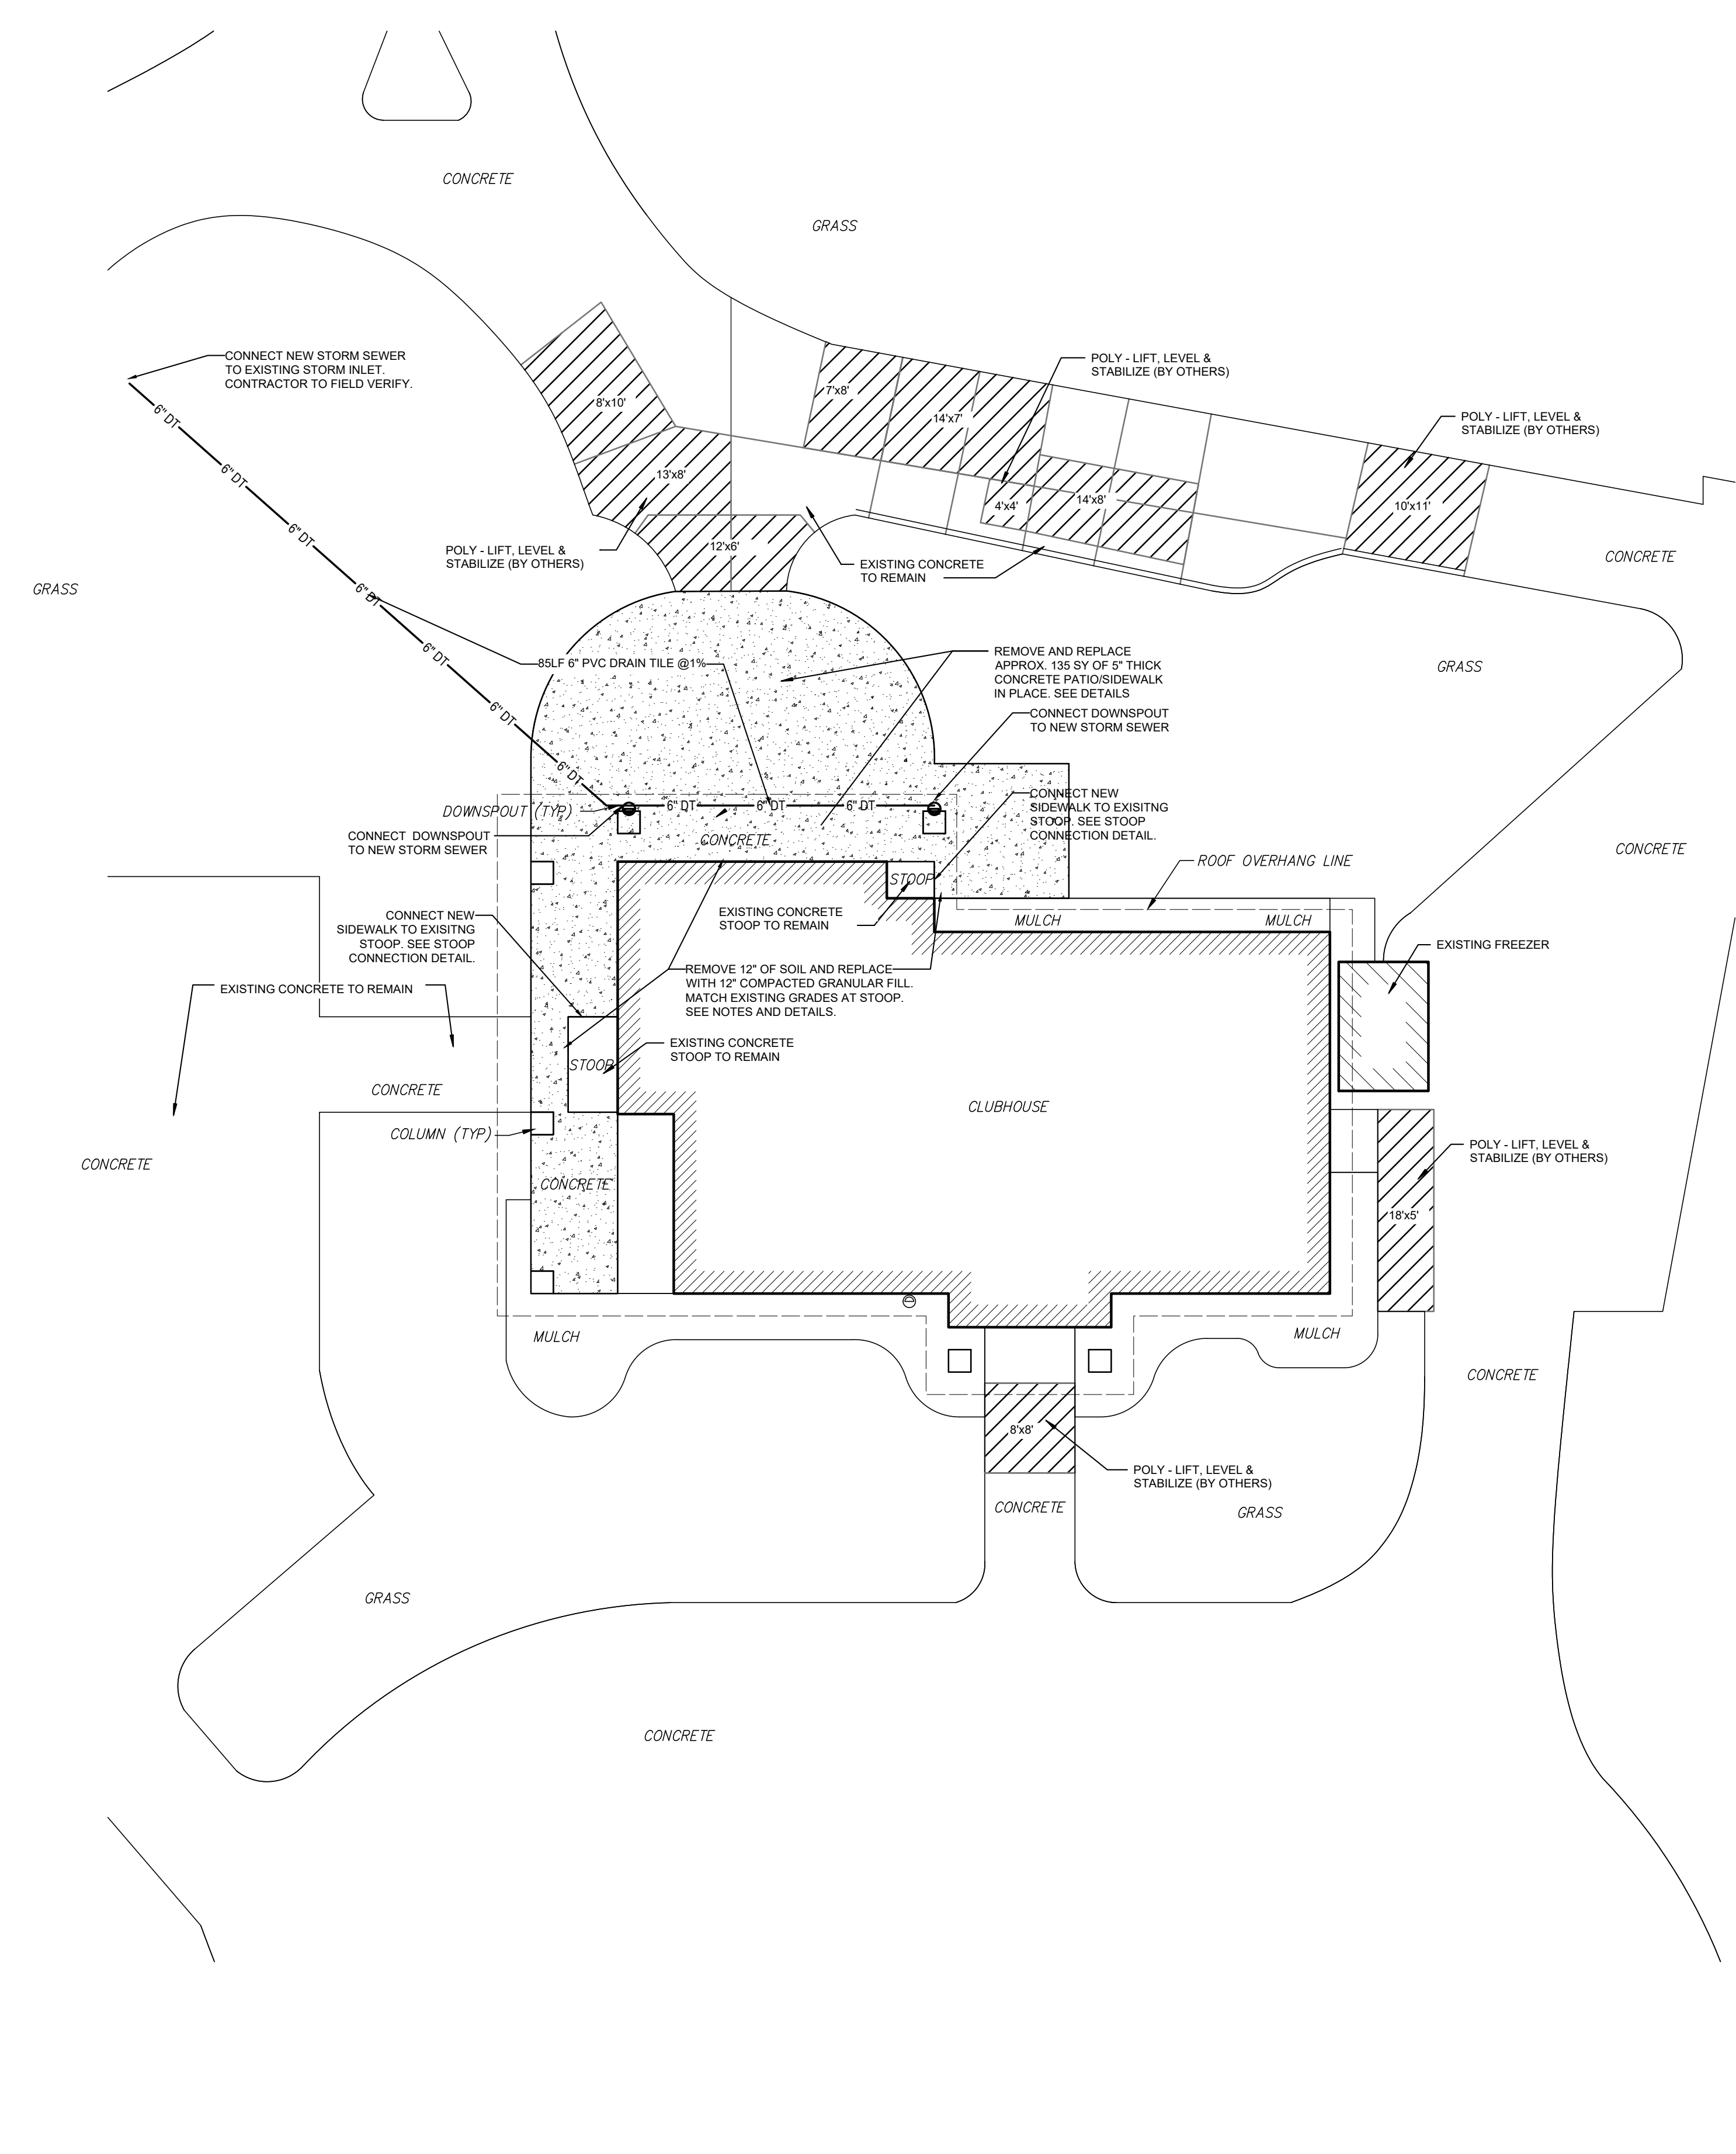 CONCRETE
GRASS
CONNECT NEW STORM SEWER
TO EXISTING STORM INLET.
CONTRACTOR TO FIELD VERIFY.
POLY - LIFT, LEVEL &
STABILIZE (BY OTHERS)
7'x8'
8'x10'
14'x7'
POLY - LIFT, LEVEL &
STABILIZE (BY OTHERS)
6" DT
6" DT
6" DT
6" DT
6" DT
6" DT
6" DT
13'x8'
14'x8'
4'x4'
10'x11'
12'x6'
POLY - LIFT, LEVEL &
STABILIZE (BY OTHERS)
EXISTING CONCRETE
TO REMAIN
CONCRETE
GRASS
85LF 6" PVC DRAIN TILE @1%
REMOVE AND REPLACE
APPROX. 135 SY OF 5" THICK
CONCRETE PATIO/SIDEWALK
IN PLACE. SEE DETAILS
GRASS
CONNECT DOWNSPOUT
TO NEW STORM SEWER
CONNECT NEW
SIDEWALK TO EXISITNG
STOOP. SEE STOOP
CONNECTION DETAIL.
DOWNSPOUT (TYP)
6" DT
6" DT
6" DT
CONNECT DOWNSPOUT
TO NEW STORM SEWER
CONCRETE
CONCRETE
ROOF OVERHANG LINE
STOOP
EXISTING CONCRETE
STOOP TO REMAIN
MULCH
MULCH
CONNECT NEW
SIDEWALK TO EXISITNG
STOOP. SEE STOOP
CONNECTION DETAIL.
EXISTING FREEZER
REMOVE 12" OF SOIL AND REPLACE
WITH 12" COMPACTED GRANULAR FILL.
MATCH EXISTING GRADES AT STOOP.
SEE NOTES AND DETAILS.
EXISTING CONCRETE TO REMAIN
EXISTING CONCRETE
STOOP TO REMAIN
STOOP
CONCRETE
CLUBHOUSE
COLUMN (TYP)
CONCRETE
POLY - LIFT, LEVEL &
STABILIZE (BY OTHERS)
CONCRETE
18'x5'
MULCH
MULCH
CONCRETE
8'x8'
POLY - LIFT, LEVEL &
STABILIZE (BY OTHERS)
CONCRETE
GRASS
GRASS
CONCRETE